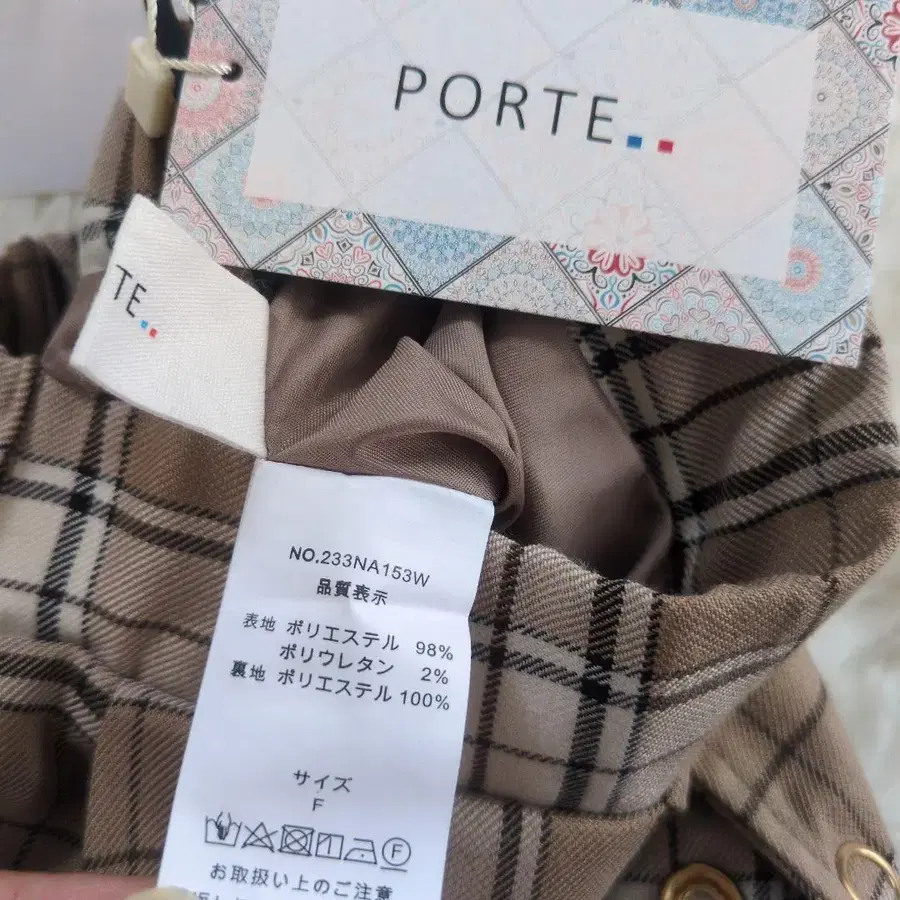 PORTE..
TE..
NO.233NA153W
品質表示
表地 ポリエステル 98%
ポリウレタン 2%
裏地 ポリエステル 100%
サイズ
F
F
お取扱い上のご注意